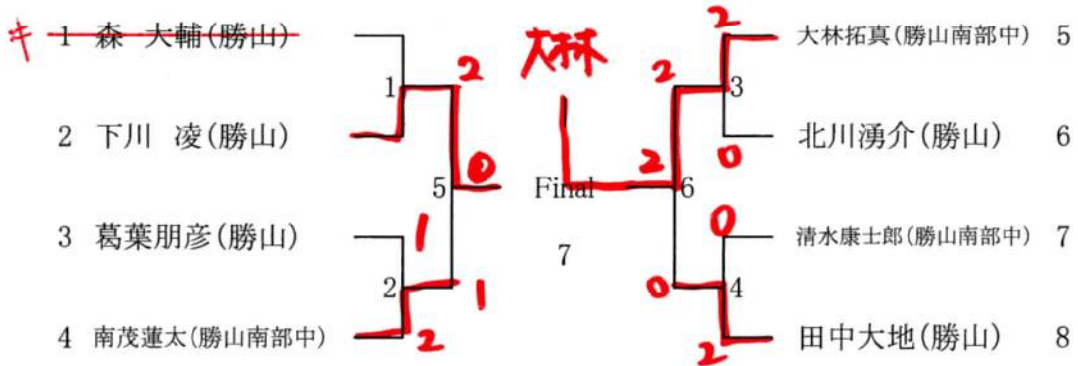 キ 1 森 大輔(勝山)
2 下川 凌(勝山)
3 葛葉朋彦(勝山)
4 南茂蓮太(勝山南部中)
1 2
5 0
1
2 1
2
大林
Final
7
2
大林拓真(勝山南部中) 5
2 3
北川湧介(勝山) 6
0
2 6
0
清水康士郎(勝山南部中) 7
0 4
田中大地(勝山) 8
2